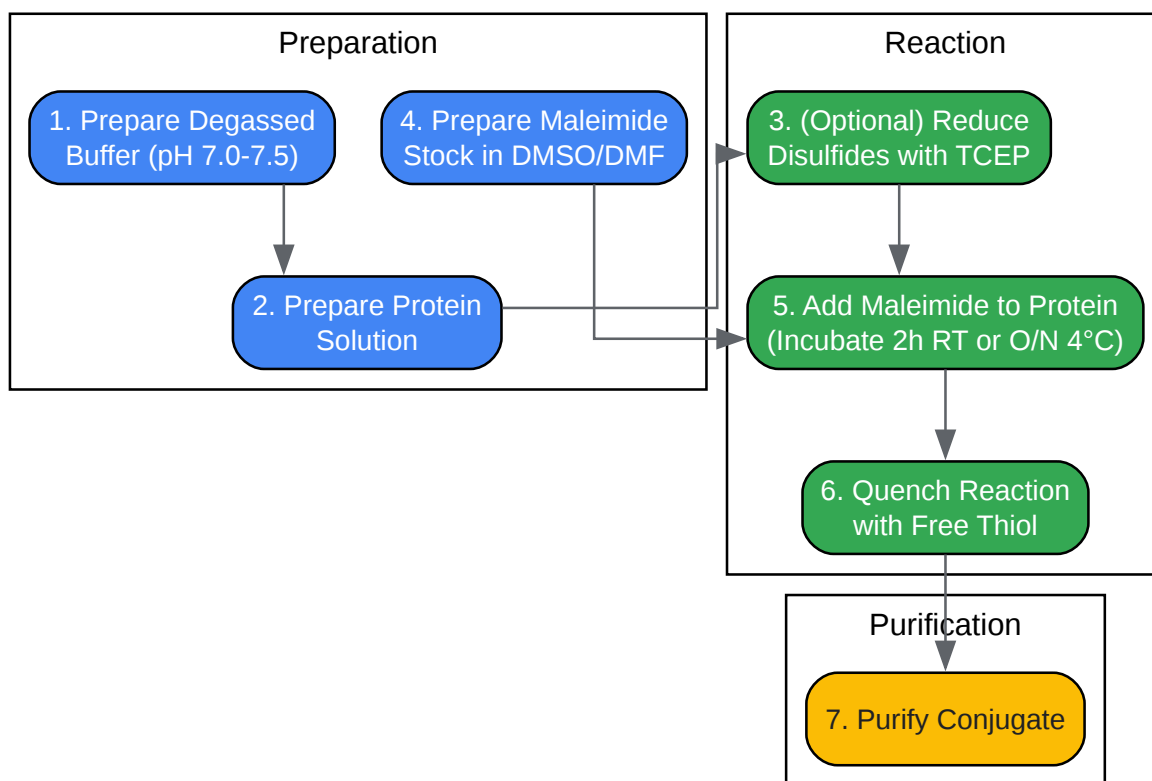 Preparation
1. Prepare Degassed
Buffer (pH 7.0-7.5)
4. Prepare Maleimide
Stock in DMSO/DMF
2. Prepare Protein
Solution
Reaction
3. (Optional) Reduce
Disulfides with TCEP
5. Add Maleimide to Protein
(Incubate 2h RT or O/N 4°C)
6. Quench Reaction
with Free Thiol
Purification
7. Purify Conjugate